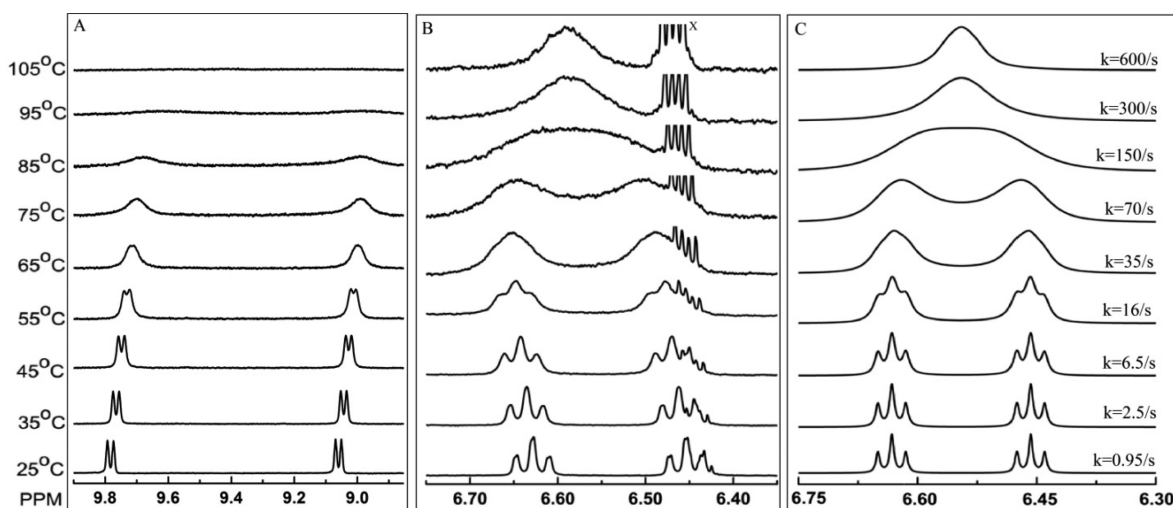 A
B
C
x
105°C
95°C
85°C
75°C
65°C
55°C
45°C
35°C
25°C
k=600/s
k=300/s
k=150/s
k=70/s
k=35/s
k=16/s
k=6.5/s
k=2.5/s
k=0.95/s
PPM 9.8 9.6 9.4 9.2 9.0
6.70 6.60 6.50 6.40
6.75 6.60 6.45 6.30